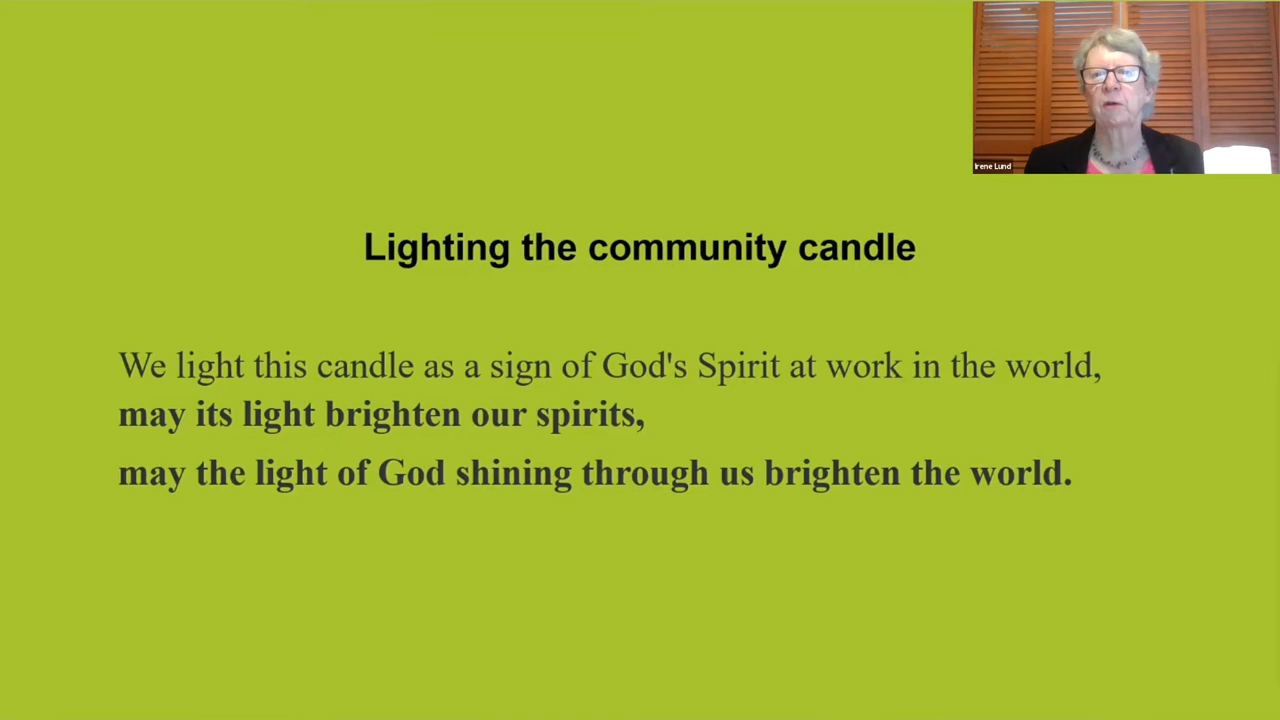 Irene Lund
Lighting the community candle
We light this candle as a sign of God's Spirit at work in the world,
may its light brighten our spirits,
may the light of God shining through us brighten the world.